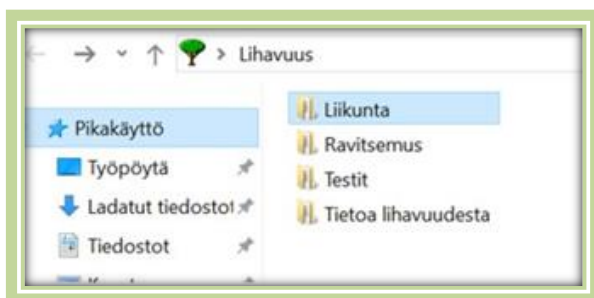 Lihavuus
Pikakäyttö
Työpöytä
Ladatut tiedostot
Tiedostot
Liikunta
Ravitsemus
Testit
Tietoa lihavuudesta